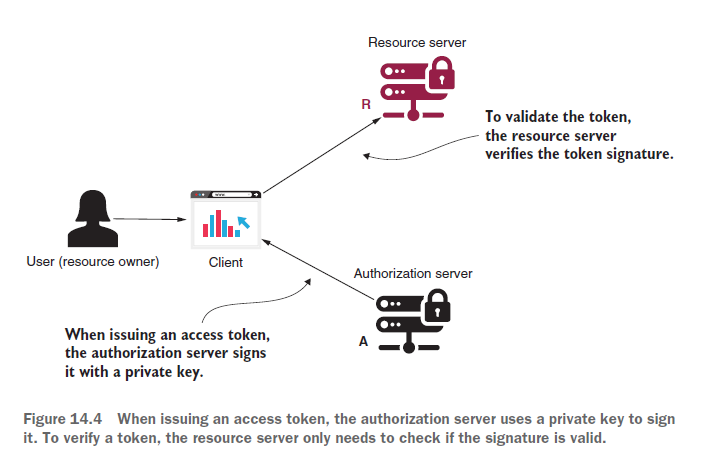 Resource server
R
To validate the token,
the resource server
verifies the token signature.
www
User (resource owner)
Client
Authorization server
A
When issuing an access token,
the authorization server signs
it with a private key.
Figure 14.4 When issuing an access token, the authorization server uses a private key to sign
it. To verify a token, the resource server only needs to check if the signature is valid.